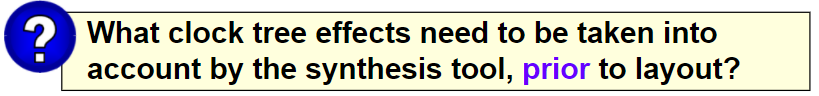 ?
What clock tree effects need to be taken into
account by the synthesis tool, prior to layout?